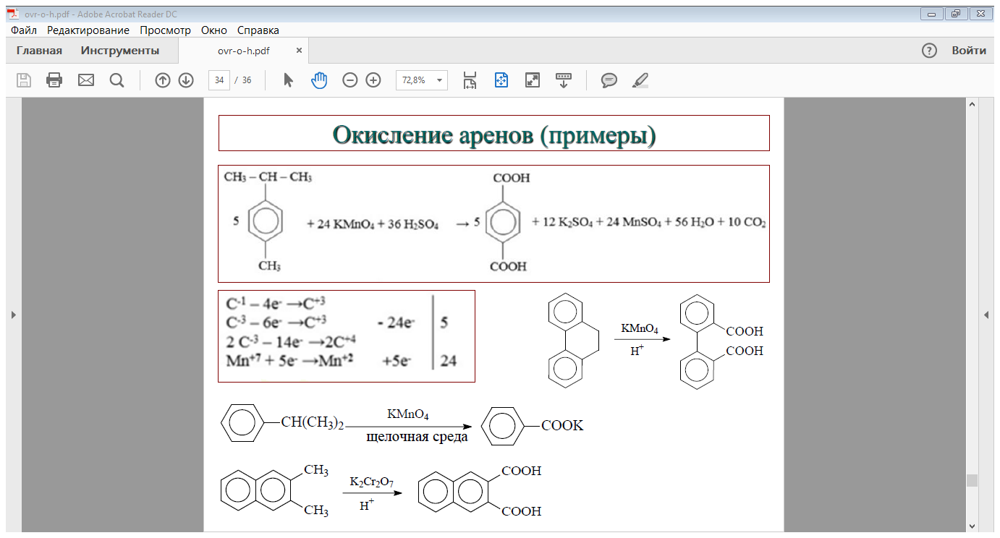 ovr-o-h.pdf - Adobe Acrobat Reader DC
Файл Редактирование Просмотр Окно Справка
Главная Инструменты ovr-o-h.pdf × ? Войти
34 / 36 72,8%
Окисление аренов (примеры)
CH₃ – CH – CH₃
COOH
5 + 24 KMnO₄ + 36 H₂SO₄ → 5 + 12 K₂SO₄ + 24 MnSO₄ + 56 H₂O + 10 CO₂
CH₃
COOH
C⁻¹ – 4e⁻ →C⁺³
C⁻³ – 6e⁻ →C⁺³ - 24e⁻ 5
2 C⁻³ – 14e⁻ →2C⁺⁴
Mn⁺⁷ + 5e⁻ →Mn⁺² +5e⁻ 24
KMnO₄
H⁺
COOH
COOH
CH(CH₃)₂
KMnO₄
щелочная среда
COOK
CH₃
CH₃
K₂Cr₂O₇
H⁺
COOH
COOH